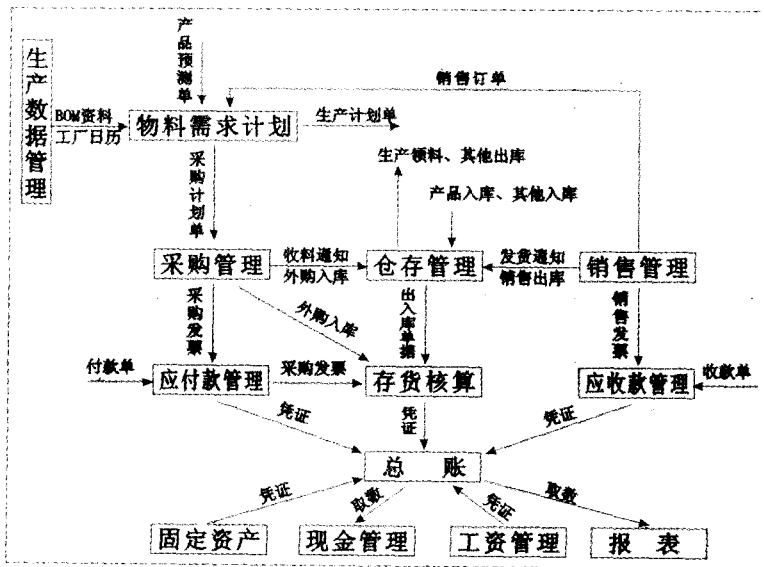 产品预测单
销售订单
生产数据管理
BOM资料
工厂日历
物料需求计划
生产计划单
采购计划单
生产领料、其他出库
产品入库、其他入库
采购管理
收料通知
外购入库
仓存管理
发货通知
销售出库
销售管理
采购发票
外购入库
出入库单据
销售发票
付款单
应付款管理
采购发票
存货核算
应收款管理
收款单
凭证
凭证
凭证
总 账
凭证
取数
凭证
取数
固定资产
现金管理
工资管理
报 表